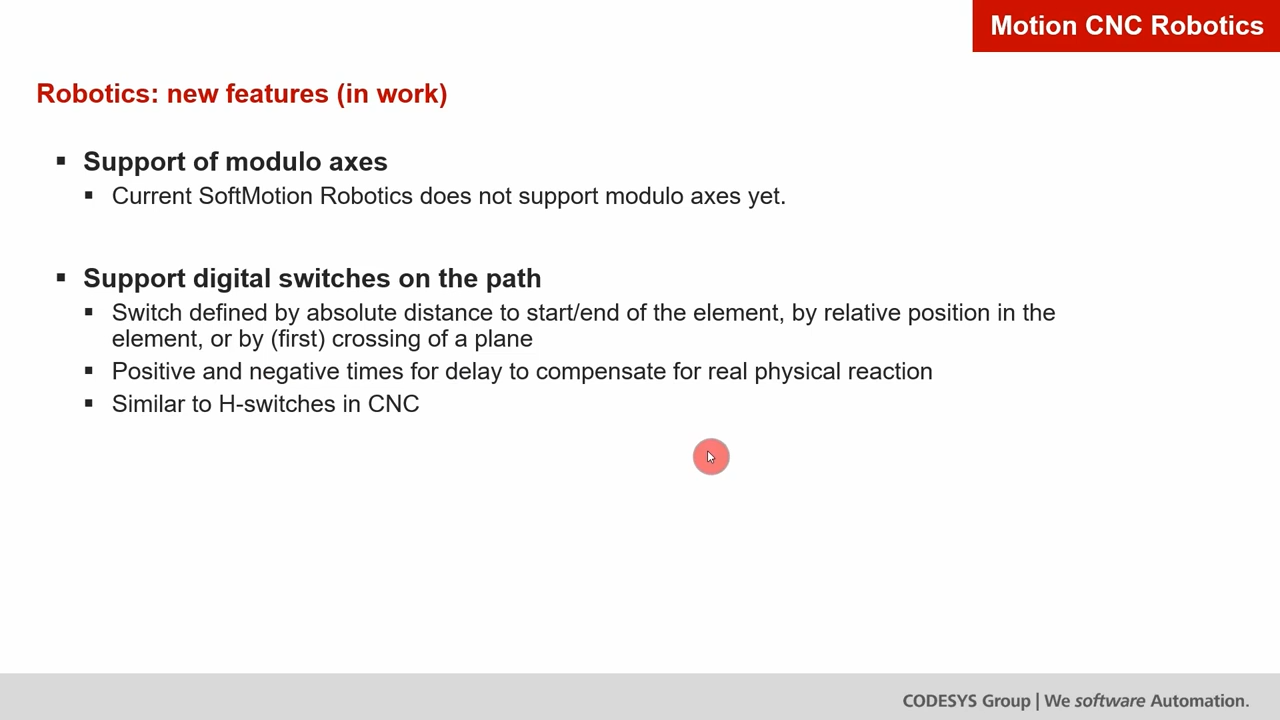 Motion CNC Robotics
Robotics: new features (in work)
▪ Support of modulo axes
▪ Current SoftMotion Robotics does not support modulo axes yet.
▪ Support digital switches on the path
▪ Switch defined by absolute distance to start/end of the element, by relative position in the
element, or by (first) crossing of a plane
▪ Positive and negative times for delay to compensate for real physical reaction
▪ Similar to H-switches in CNC
CODESYS Group | We software Automation.